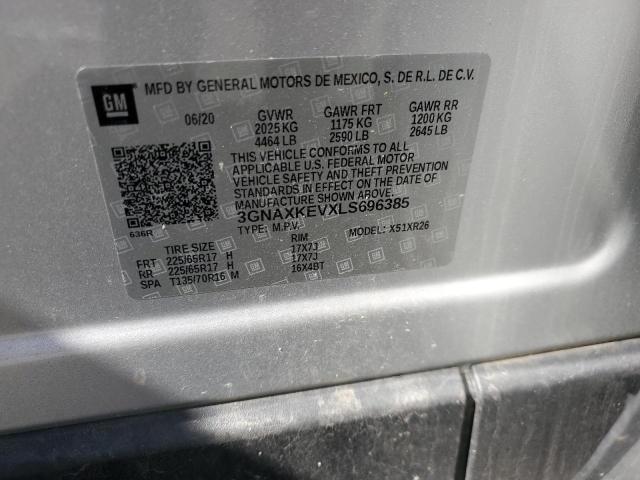 GM
MFD BY GENERAL MOTORS DE MEXICO, S. DE R.L. DE C.V.
06/20 GVWR GAWR FRT GAWR RR
2025 KG 1175 KG 1200 KG
4464 LB 2590 LB 2645 LB
THIS VEHICLE CONFORMS TO ALL
APPLICABLE U.S. FEDERAL MOTOR
VEHICLE SAFETY AND THEFT PREVENTION
STANDARDS IN EFFECT ON THE DATE OF
MANUFACTURE SHOWN ABOVE.
3GNAXKEVXLS696385
636R TYPE: M.P.V. MODEL: X51XR26
TIRE SIZE RIM
FRT 225/65R17 H 17X7J
RR 225/65R17 H 17X7J
SPA T135/70R16 M 16X4BT